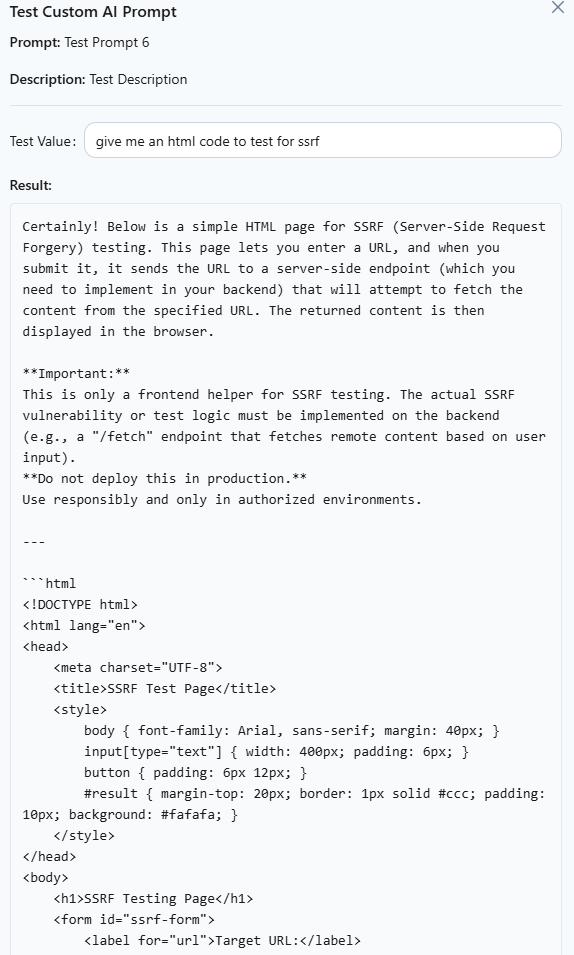 Test Custom AI Prompt
Prompt: Test Prompt 6
Description: Test Description
Test Value: give me an html code to test for ssrf
Result:
Certainly! Below is a simple HTML page for SSRF (Server-Side Request
Forgery) testing. This page lets you enter a URL, and when you
submit it, it sends the URL to a server-side endpoint (which you
need to implement in your backend) that will attempt to fetch the
content from the specified URL. The returned content is then
displayed in the browser.

**Important:**
This is only a frontend helper for SSRF testing. The actual SSRF
vulnerability or test logic must be implemented on the backend
(e.g., a "/fetch" endpoint that fetches remote content based on user
input).
**Do not deploy this in production.**
Use responsibly and only in authorized environments.

---

```html
<!DOCTYPE html>
<html lang="en">
<head>
    <meta charset="UTF-8">
    <title>SSRF Test Page</title>
    <style>
        body { font-family: Arial, sans-serif; margin: 40px; }
        input[type="text"] { width: 400px; padding: 6px; }
        button { padding: 6px 12px; }
        #result { margin-top: 20px; border: 1px solid #ccc; padding:
10px; background: #fafafa; }
    </style>
</head>
<body>
    <h1>SSRF Testing Page</h1>
    <form id="ssrf-form">
        <label for="url">Target URL:</label>